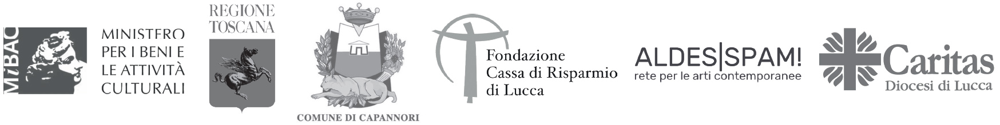 MiBAC
MINISTERO
PER I BENI E
LE ATTIVITÀ
CULTURALI
REGIONE
TOSCANA
COMUNE DI CAPANNORI
Fondazione
Cassa di Risparmio
di Lucca
ALDES|SPAM!
rete per le arti contemporanee
Caritas
Diocesi di Lucca